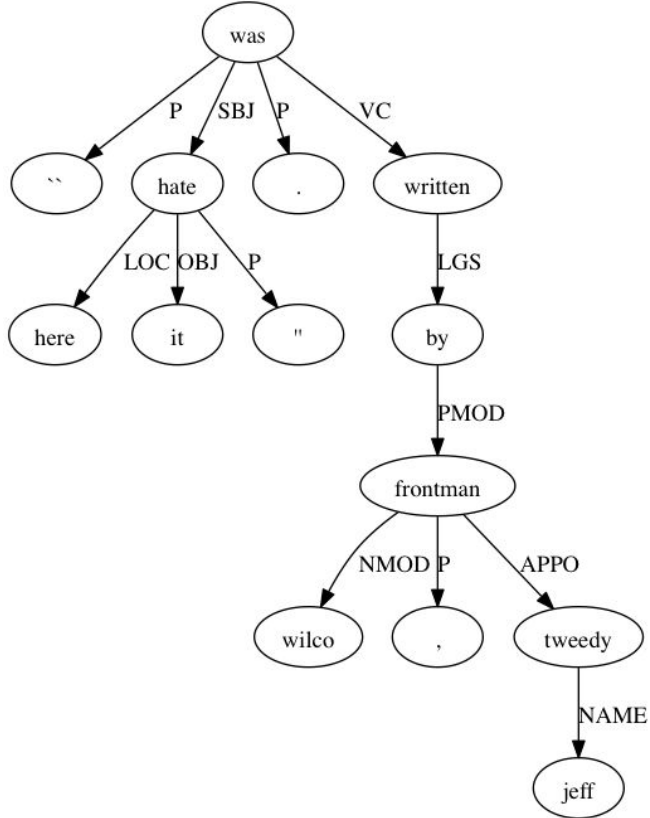 was
P SBJ P VC
`` hate . written
LOC OBJ P LGS
here it " by
PMOD
frontman
NMOD P APPO
wilco , tweedy
NAME
jeff